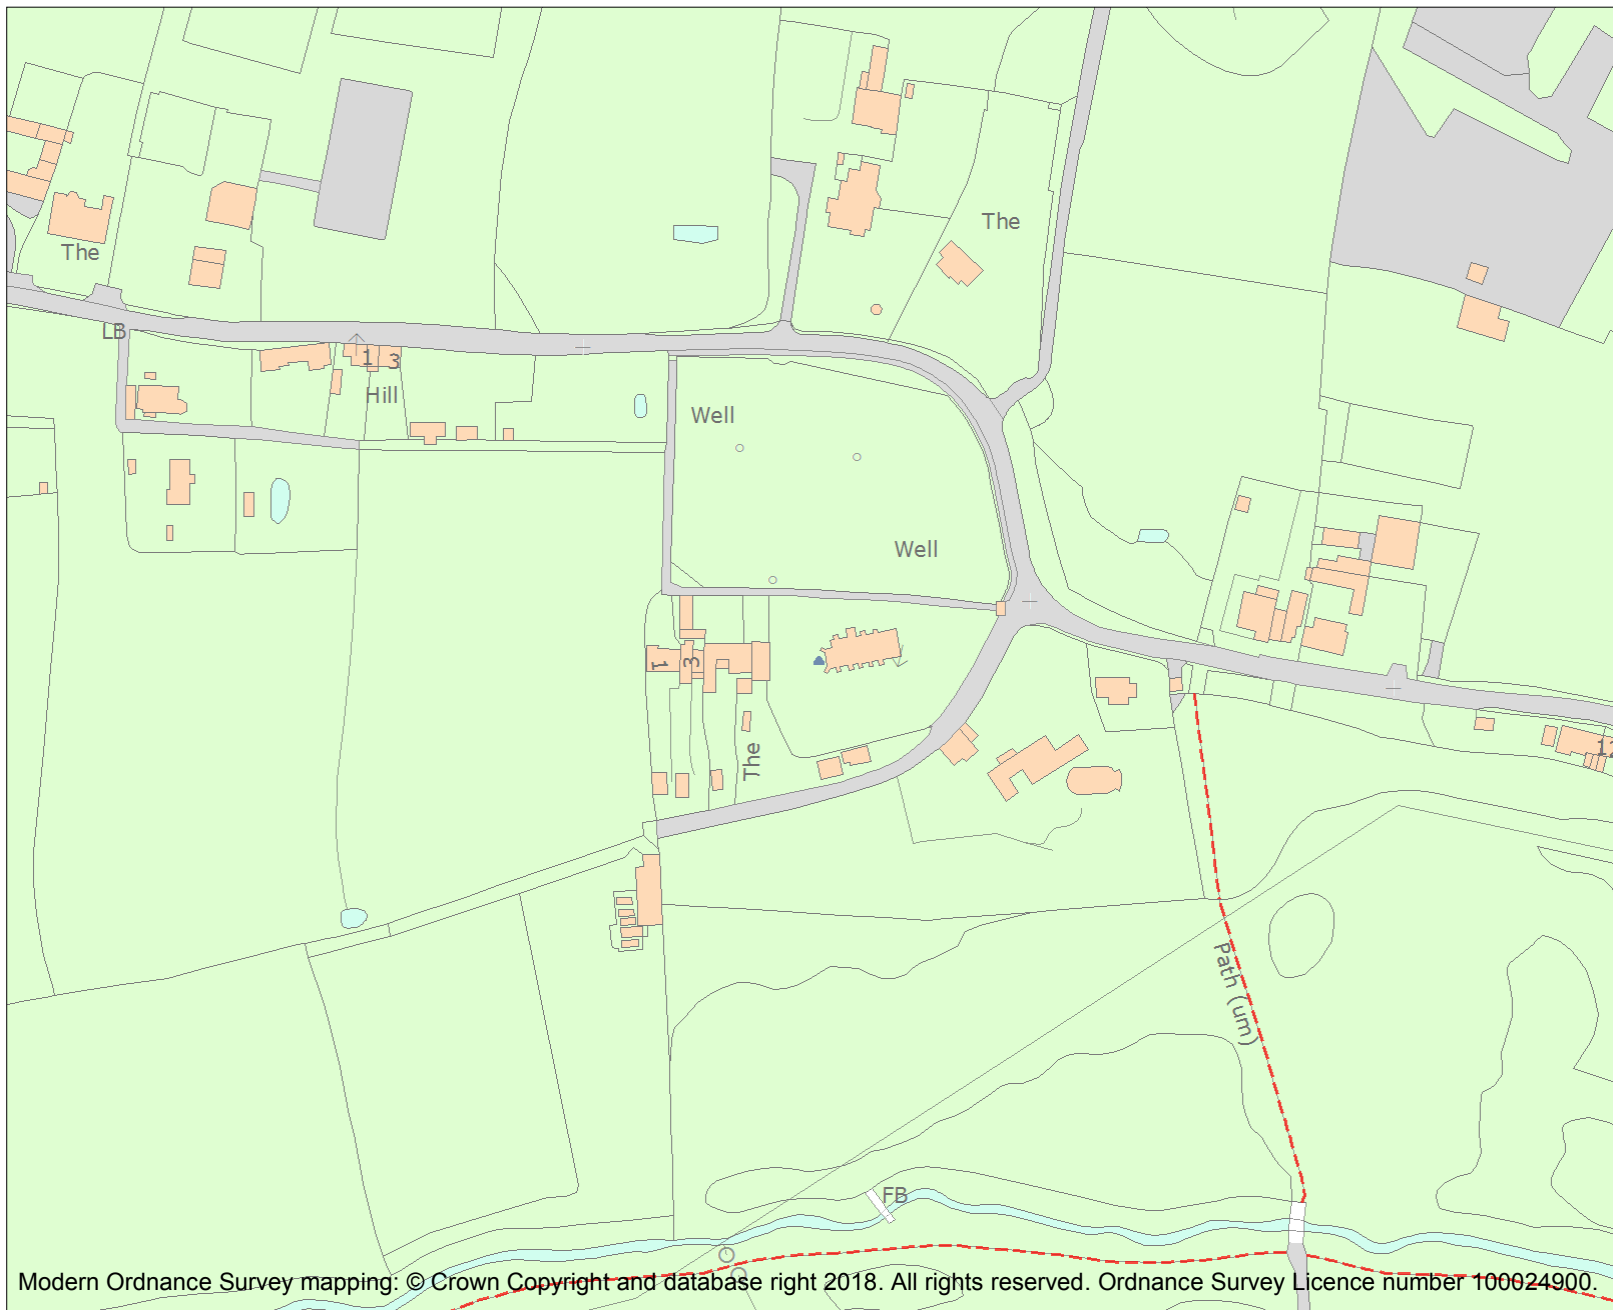 The
The
LB
1
3
Hill
Well
Well
1
3
The
12
Path (um)
FB
Modern Ordnance Survey mapping: © Crown Copyright and database right 2018. All rights reserved. Ordnance Survey Licence number 100024900.